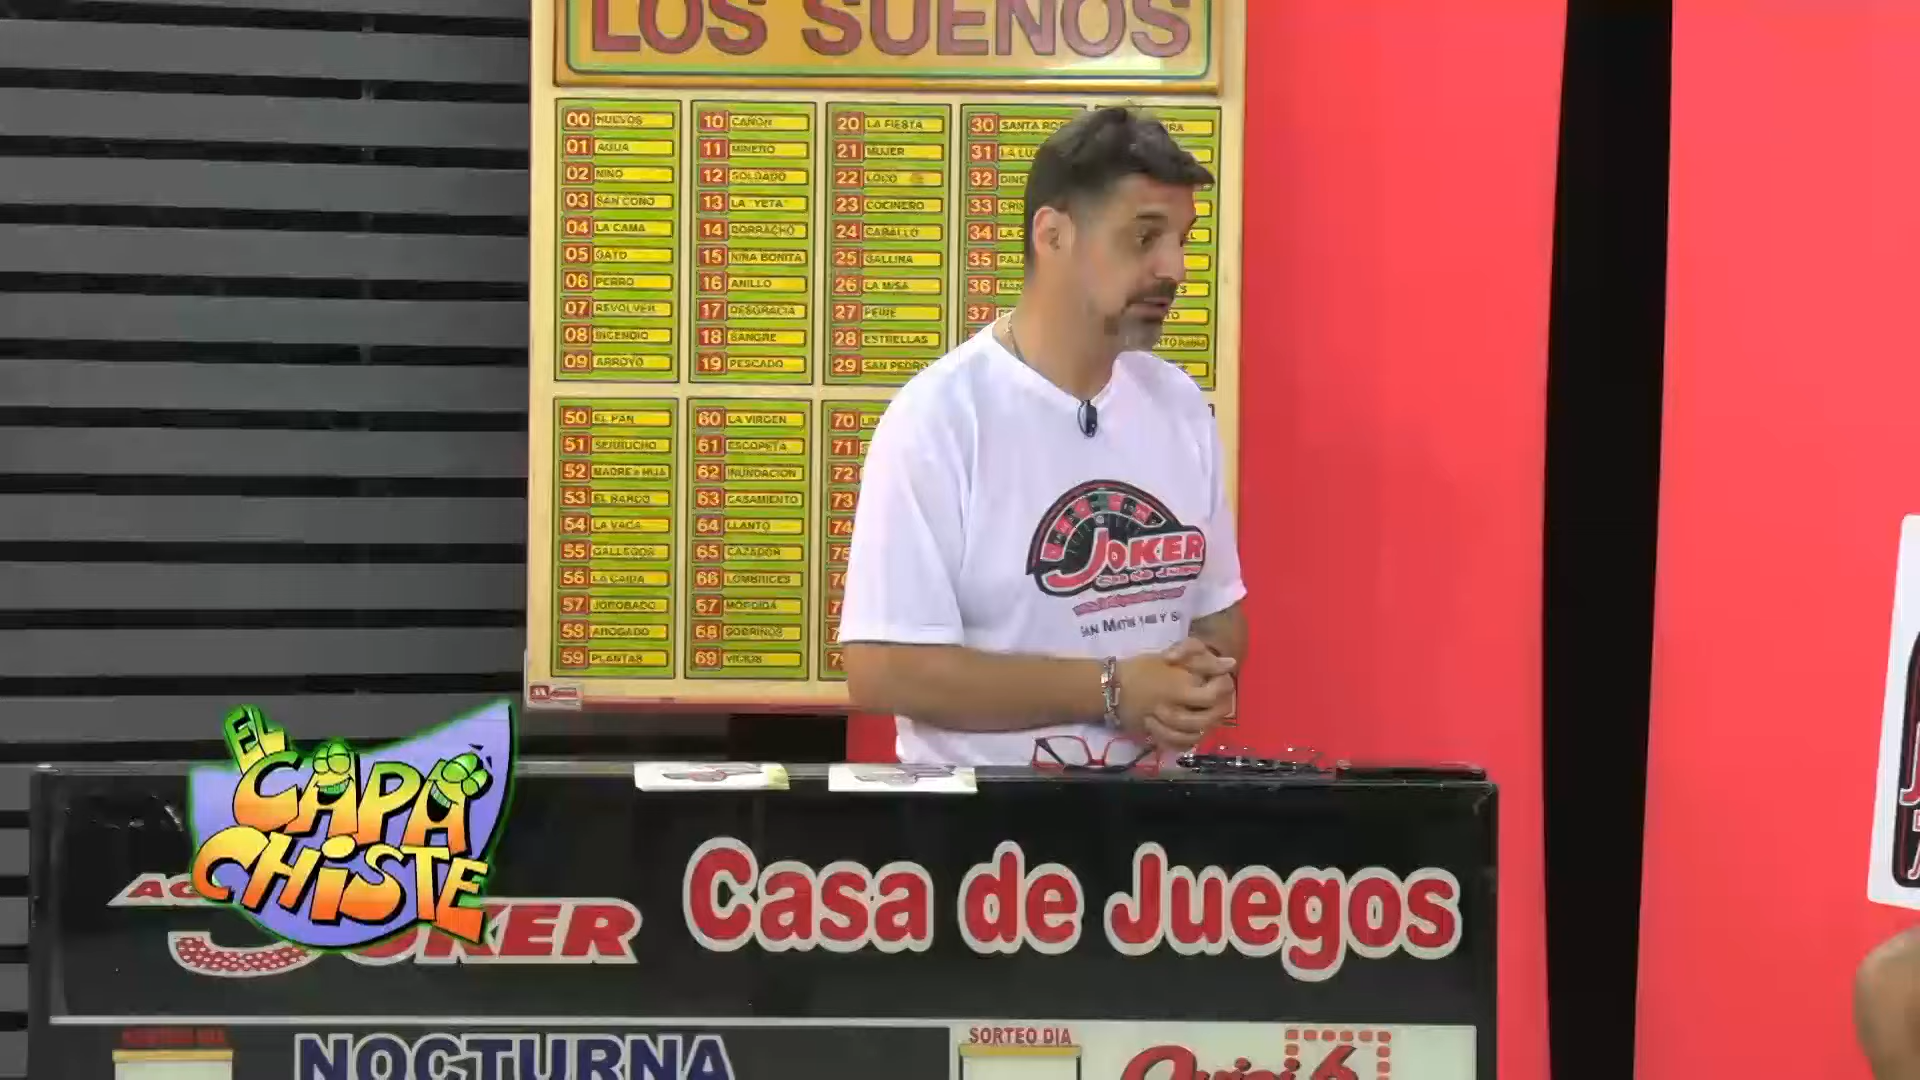 LOS SUEÑOS
00 HUEVOS
01 AGUA
02 NIÑO
03 SAN CONO
04 LA CAMA
05 GATO
06 PERRO
07 REVOLVER
08 INCENDIO
09 ARROYO
10 CAÑON
11 MINERO
12 SOLDADO
13 LA "YETA"
14 BORRACHO
15 NIÑA BONITA
16 ANILLO
17 DESGRACIA
18 SANGRE
19 PESCADO
20 LA FIESTA
21 MUJER
22 LOCO
23 COCINERO
24 CABALLO
25 GALLINA
26 LA MISA
27 PEINE
28 ESTRELLAS
29 SAN PEDRO
30 SANTA
31
32
33
34
35
36
37
50 EL PAN
51 SERRUCHO
52 MADRE e HIJA
53 EL BARCO
54 LA VACA
55 GALLEGOS
56 LA CAIDA
57 JOROBADO
58 AHOGADO
59 PLANTAS
60 LA VIRGEN
61 ESCOPETA
62 INUNDACION
63 CASAMIENTO
64 LLANTO
65 CAZADOR
66 LOMBRICES
67 MORDIDA
68 SOBRINOS
69 VICIOS
70
71
72
73
74
JOKER
CASA DE JUEGOS
EL CAPA CHISTE
Casa de Juegos
NOCTURNA
SORTEO DIA
Quini 6